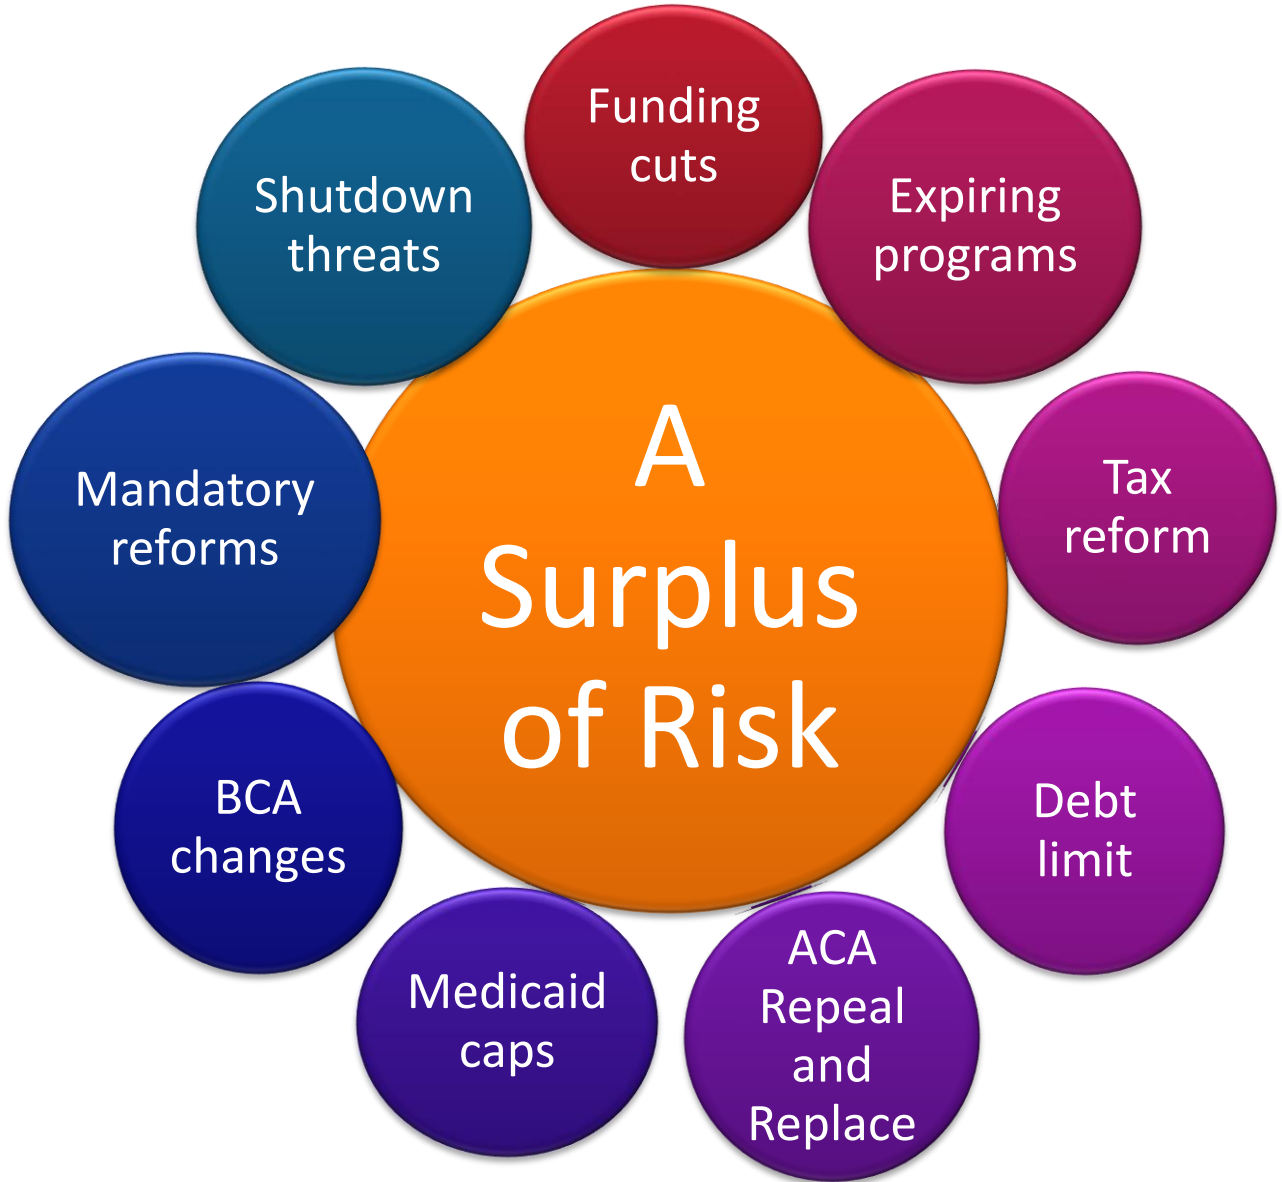 Funding
cuts
Expiring
programs
Tax
reform
Debt
limit
ACA
Repeal
and
Replace
Medicaid
caps
BCA
changes
Mandatory
reforms
Shutdown
threats
A
Surplus
of Risk